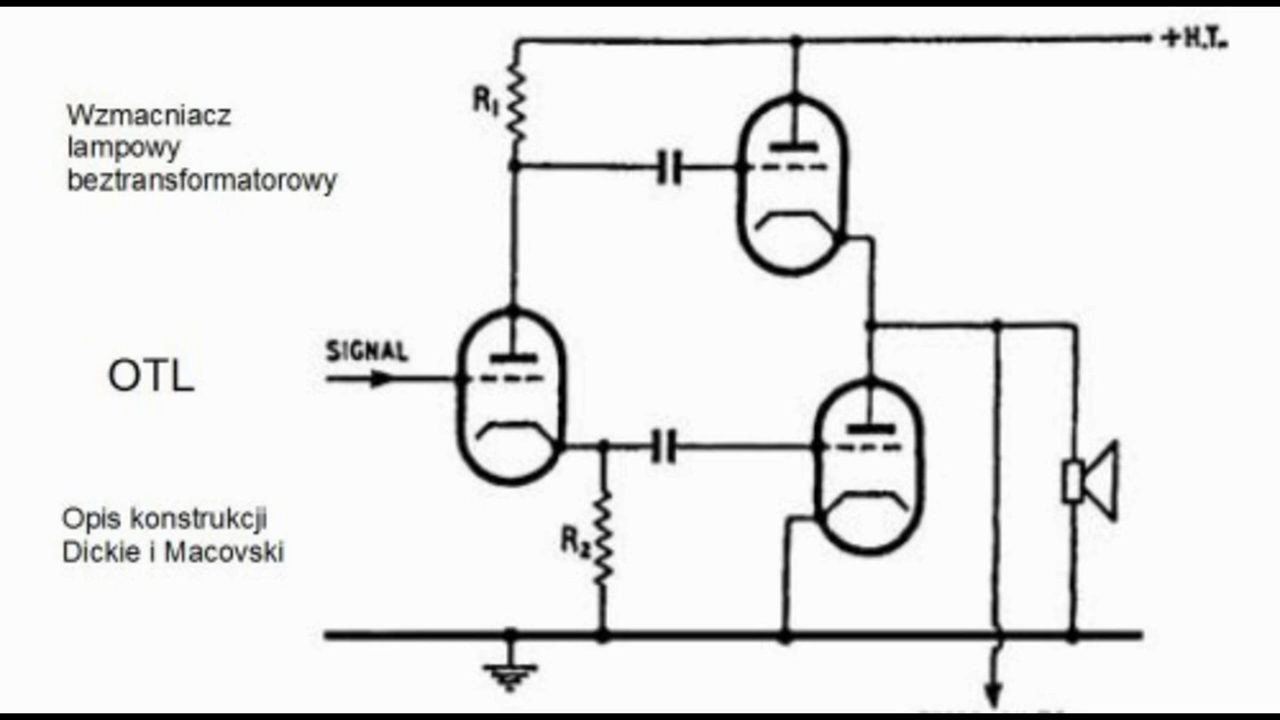 +H.T.
R1
Wzmacniacz
lampowy
beztransformatorowy
SIGNAL
OTL
Opis konstrukcji
Dickie i Macovski
R2